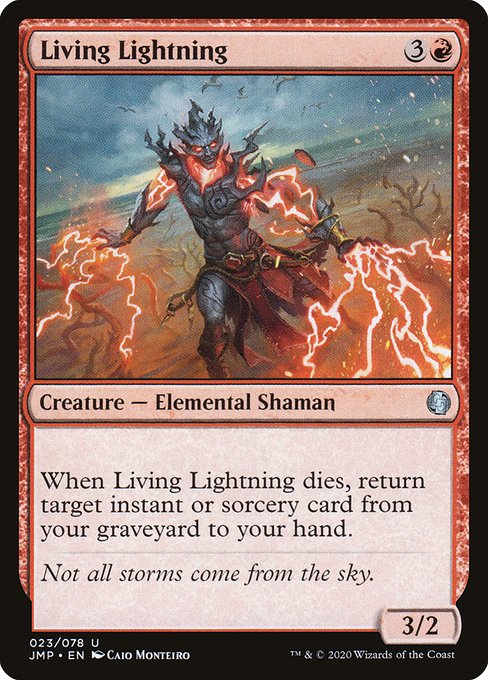 Living Lightning 3
Creature — Elemental Shaman
When Living Lightning dies, return
target instant or sorcery card from
your graveyard to your hand.
Not all storms come from the sky.
3/2
023/078 U
JMP • EN Caio Monteiro
™ & © 2020 Wizards of the Coast